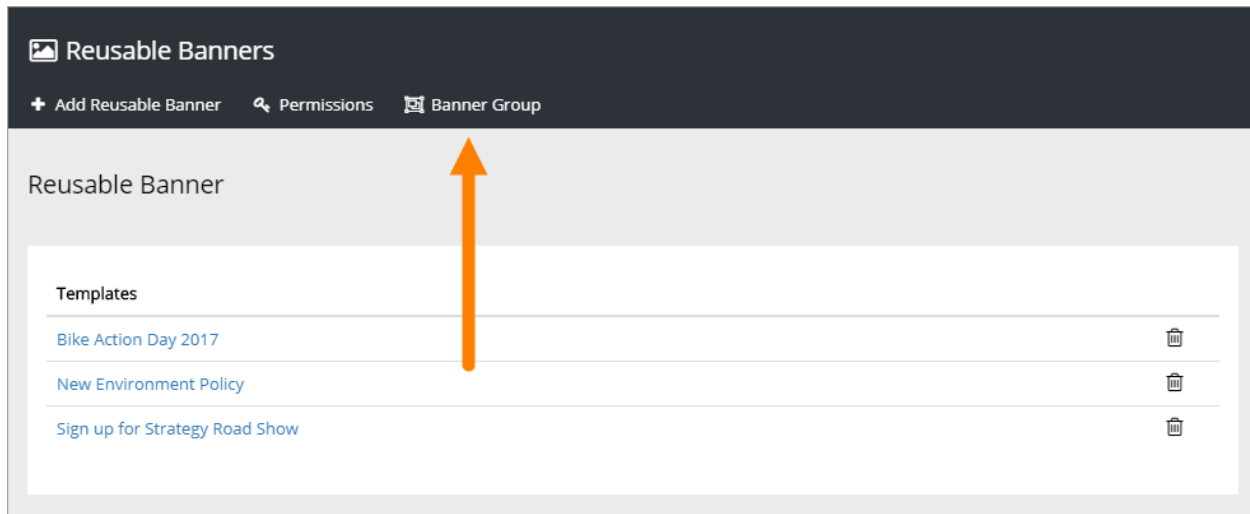 Reusable Banners
Add Reusable Banner Permissions Banner Group
Reusable Banner
Templates
Bike Action Day 2017
New Environment Policy
Sign up for Strategy Road Show